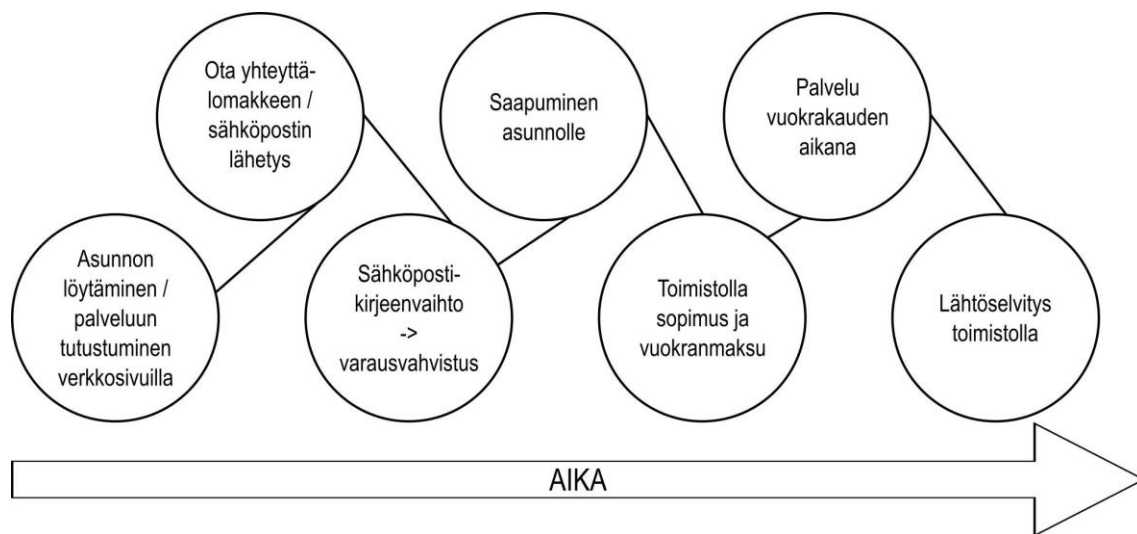 Asunnon
löytäminen /
palveluun
tutustuminen
verkkosivuilla
Ota yhteyttä-
lomakkeen /
sähköpostin
lähetys
Sähköposti-
kirjeenvaihto
->
varausvahvistus
Saapuminen
asunnolle
Toimistolla
sopimus ja
vuokranmaksu
Palvelu
vuokrakauden
aikana
Lähtöselvitys
toimistolla
AIKA